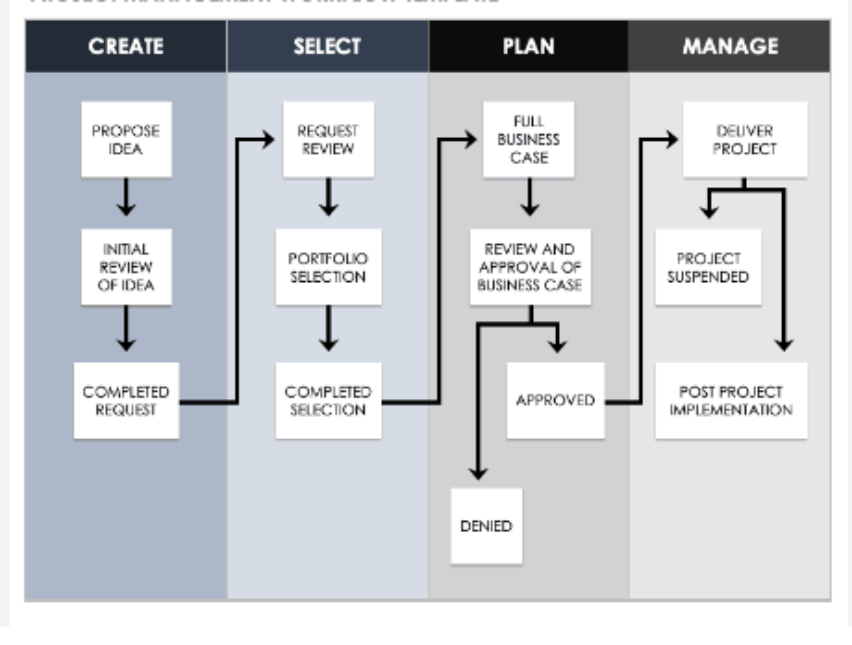 CREATE
SELECT
PLAN
MANAGE
PROPOSE
IDEA
INITIAL
REVIEW
OF IDEA
COMPLETED
REQUEST
REQUEST
REVIEW
PORTFOLIO
SELECTION
COMPLETED
SELECTION
FULL
BUSINESS
CASE
REVIEW AND
APPROVAL OF
BUSINESS CASE
APPROVED
DENIED
DELIVER
PROJECT
PROJECT
SUSPENDED
POST PROJECT
IMPLEMENTATION